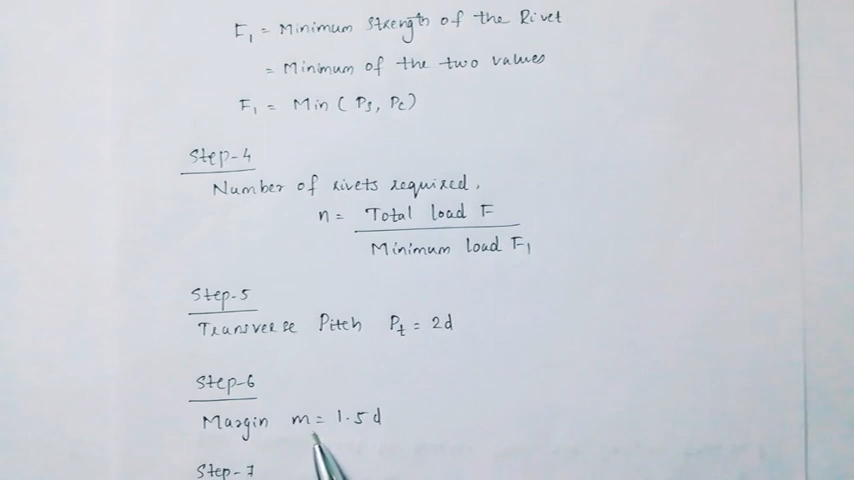 F₁ = Minimum strength of the Rivet
= Minimum of the two values
F₁ = Min ( Ps, Pc)
Step-4
Number of rivets required,
n = Total load F
Minimum load F₁
Step-5
Transverse Pitch Pt = 2d
Step-6
Margin m = 1.5 d
Step-7